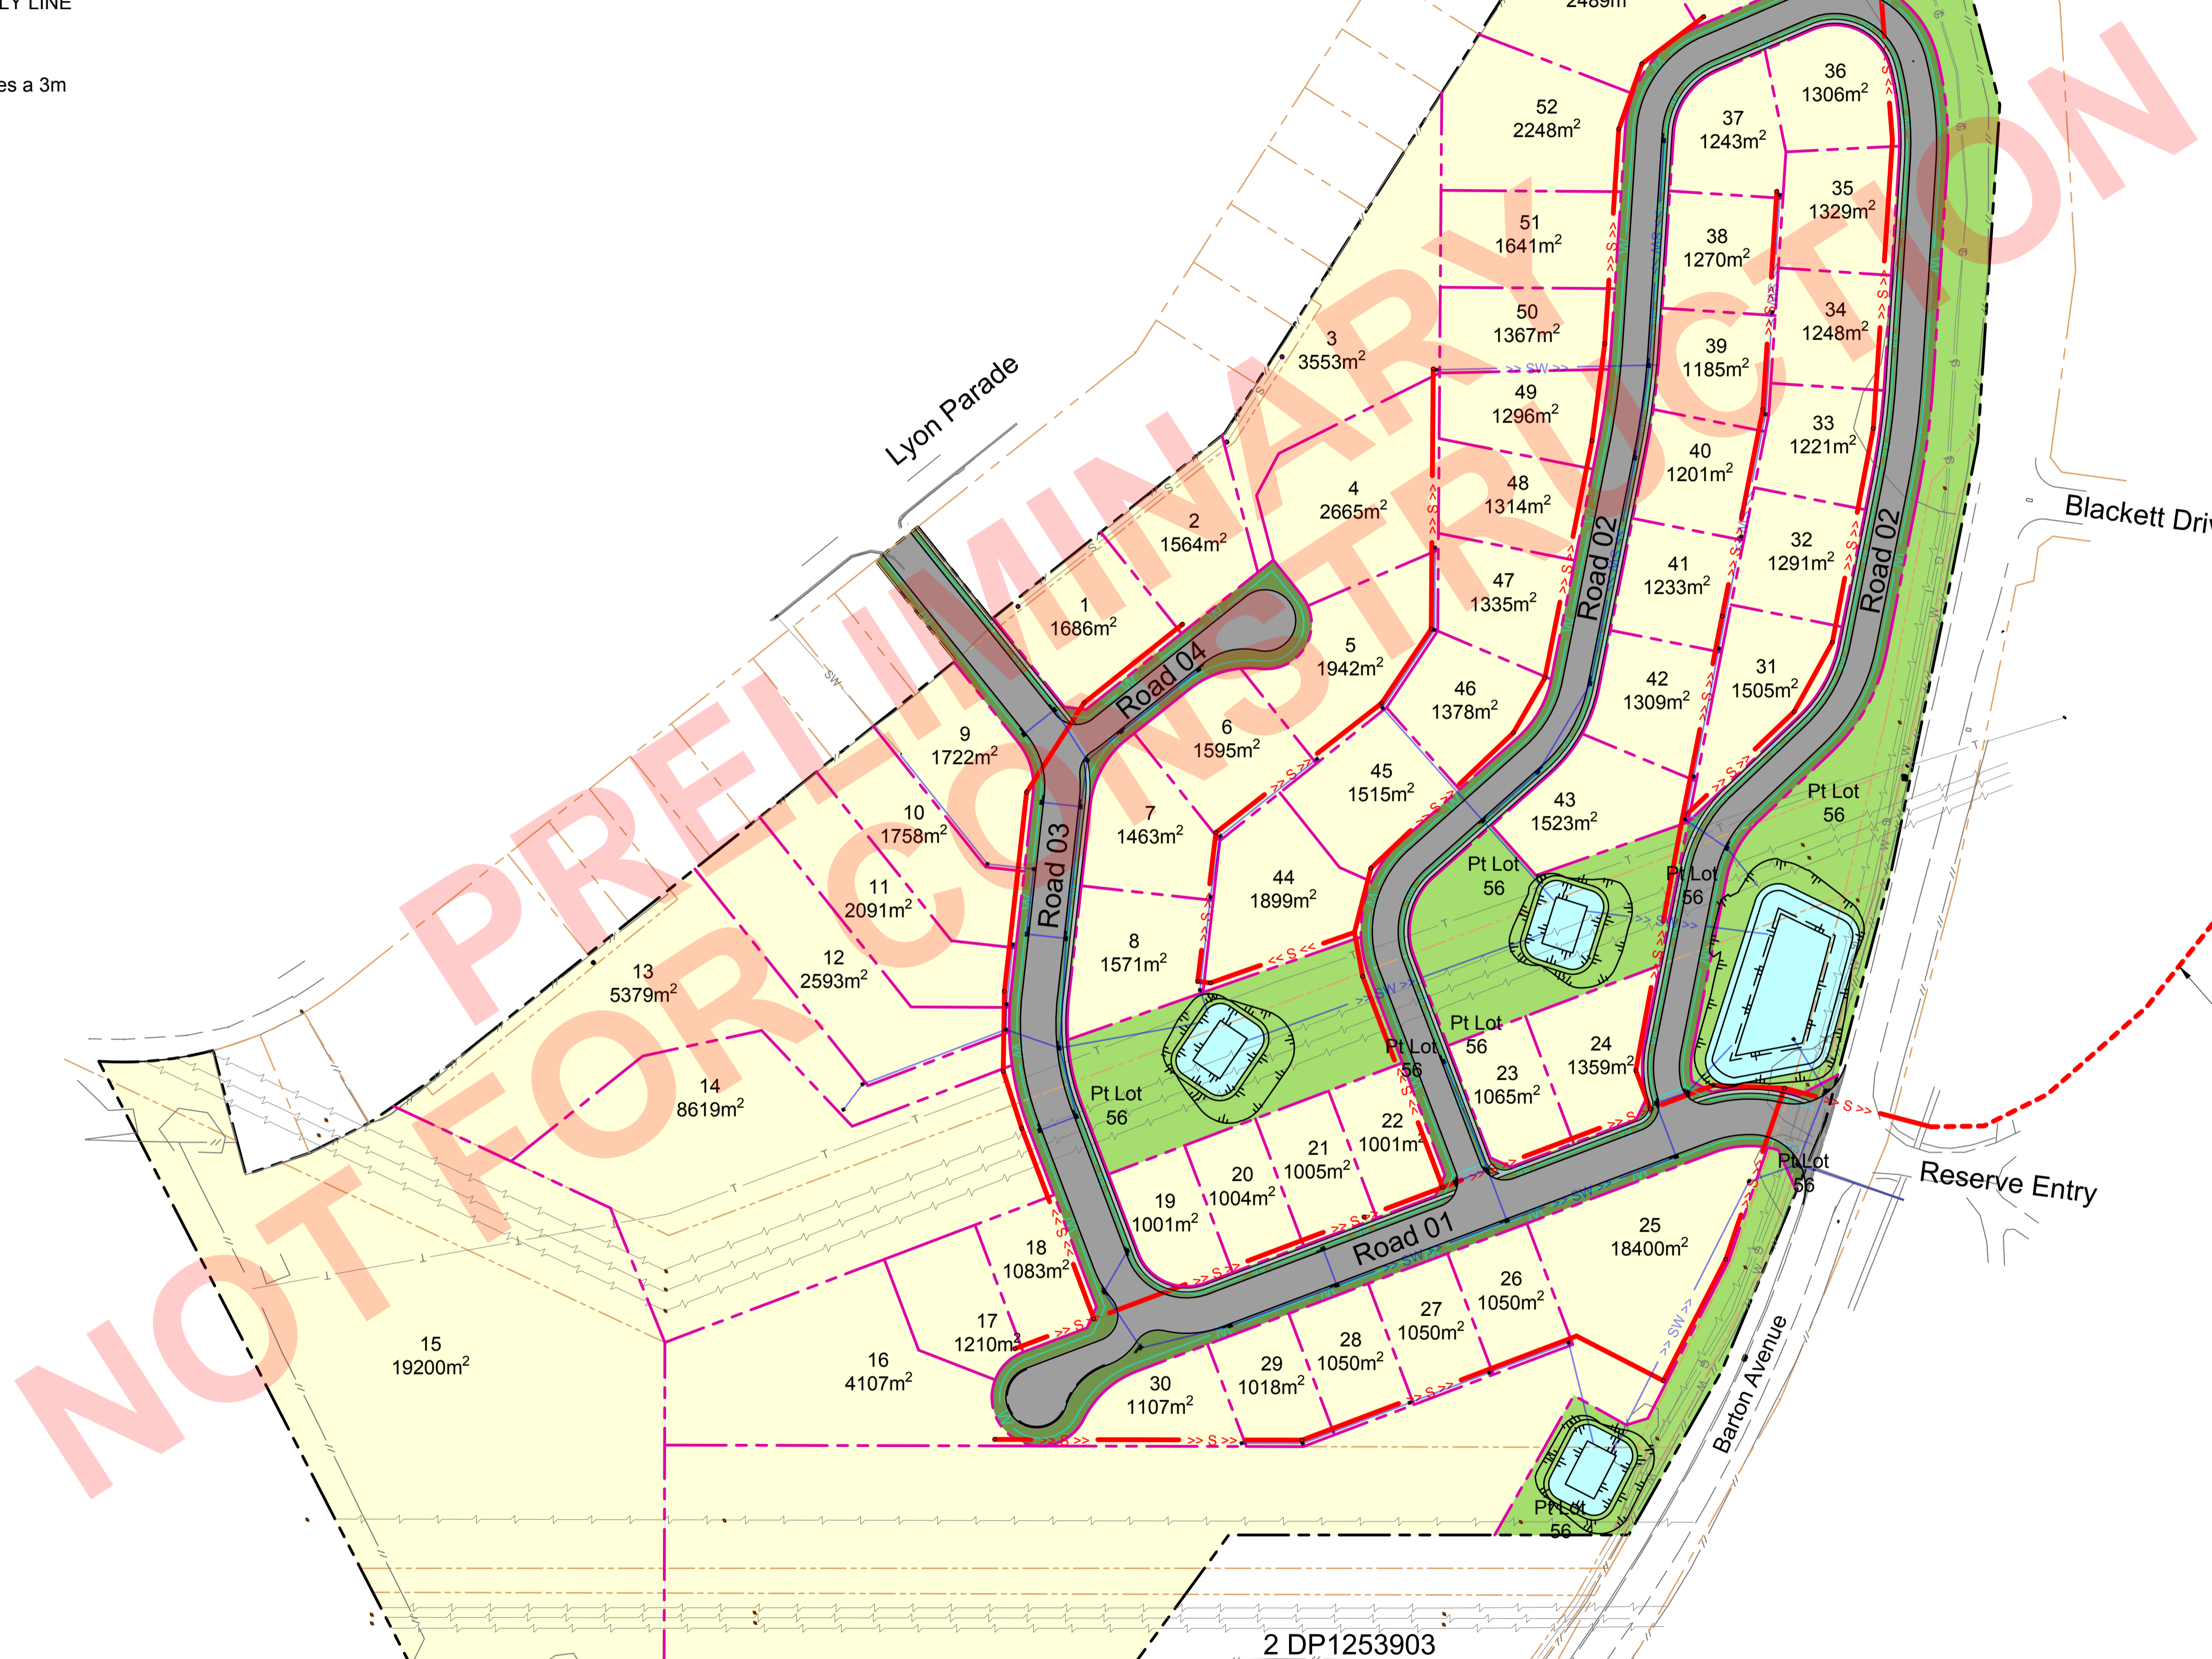 LY LINE
es a 3m
2489m
52
2248m²
36
1306m²
37
1243m²
35
1329m²
51
1641m²
38
1270m²
34
1248m²
50
1367m²
39
1185m²
3
3553m²
49
1296m²
33
1221m²
40
1201m²
Lyon Parade
4
2665m²
48
1314m²
2
1564m²
32
1291m²
Blackett Driv
47
1335m²
41
1233m²
Road 02
Road 02
1
1686m²
5
1942m²
46
1378m²
42
1309m²
31
1505m²
Road 04
9
1722m²
6
1595m²
45
1515m²
43
1523m²
Pt Lot
56
10
1758m²
7
1463m²
Road 03
11
2091m²
44
1899m²
Pt Lot
56
Pt Lot
56
12
2593m²
8
1571m²
13
5379m²
Pt Lot
56
Pt Lot
56
24
1359m²
23
1065m²
14
8619m²
Pt Lot
56
22
1001m²
21
1005m²
20
1004m²
19
1001m²
Pt Lot
56
Reserve Entry
Road 01
25
18400m²
18
1083m²
26
1050m²
27
1050m²
28
1050m²
29
1018m²
30
1107m²
17
1210m²
16
4107m²
15
19200m²
Barton Avenue
Pt Lot
56
2 DP1253903
PRELIMINARY
NOT FOR CONSTRUCTION